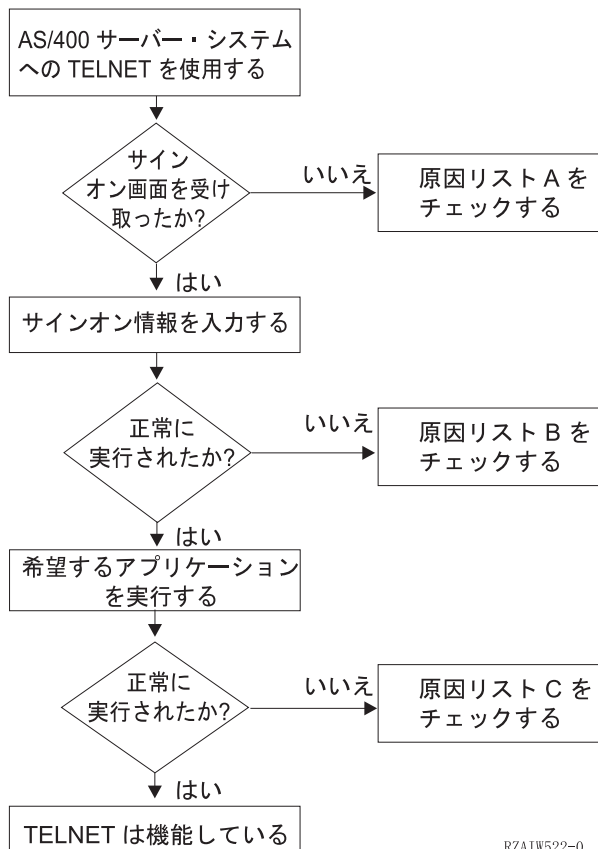 AS/400 サーバー・システム
への TELNET を使用する
サイン
オン画面を受け
取ったか?
いいえ
原因リスト A を
チェックする
はい
サインオン情報を入力する
正常に
実行されたか?
いいえ
原因リスト B を
チェックする
はい
希望するアプリケーション
を実行する
正常に
実行されたか?
いいえ
原因リスト C を
チェックする
はい
TELNET は機能している
RZAIW522-0